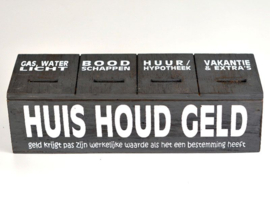 GAS, WATER
LICHT
BOOD
SCHAPPEN
HUUR/
HYPOTHEEK
VAKANTIE
& EXTRA'S
HUIS HOUD GELD
geld krijgt pas zijn werkelijke waarde als het een bestemming heeft